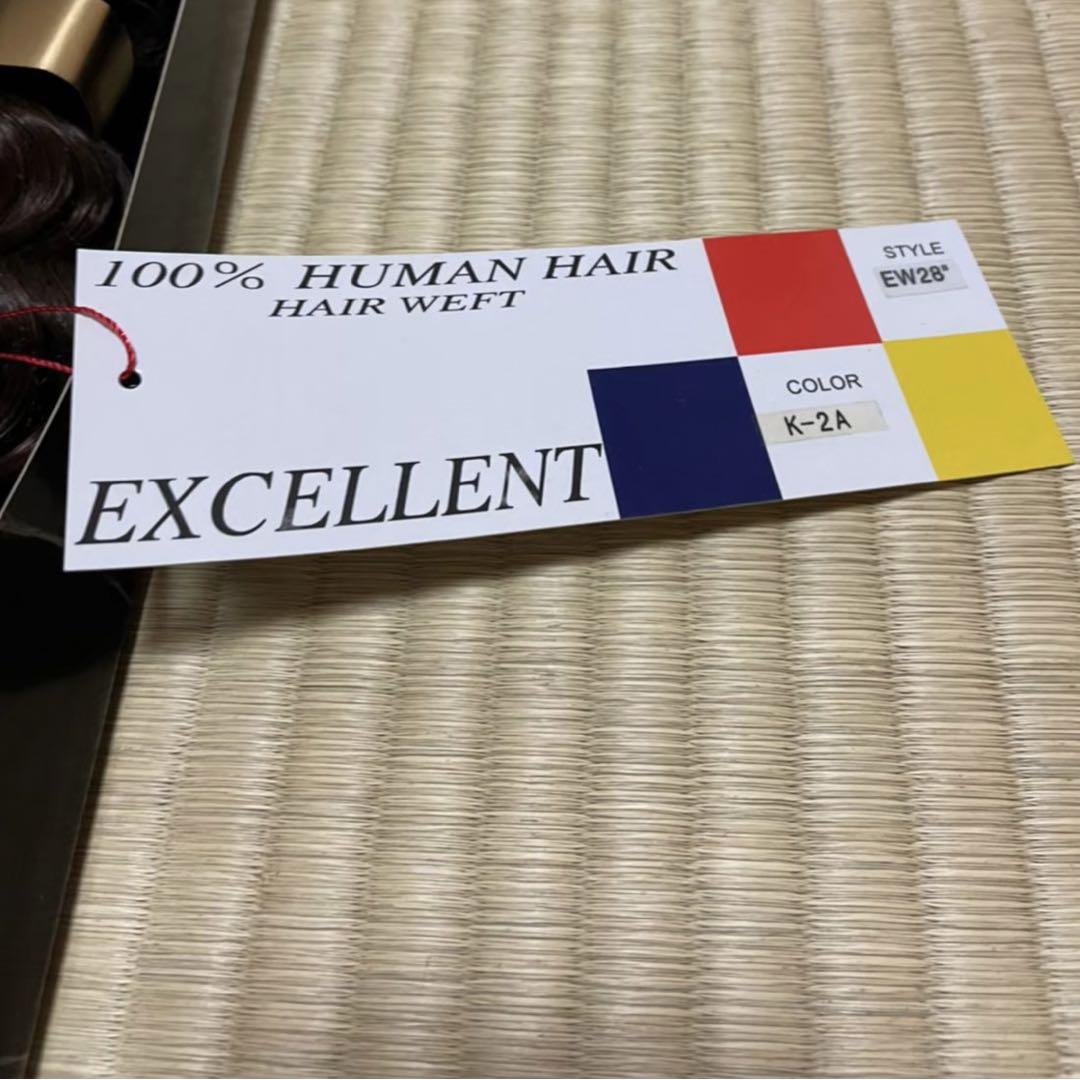 100% HUMAN HAIR
HAIR WEFT
EXCELLENT
STYLE
EW28"
COLOR
K-2A